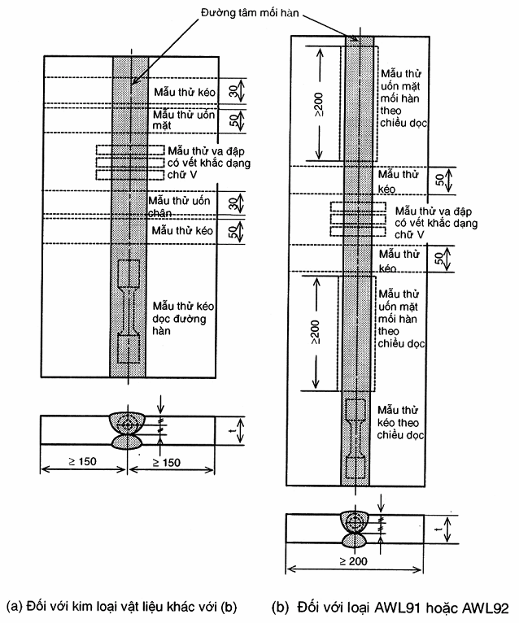 Đường tâm mối hàn
Mẫu thử kéo
30
Mẫu thử uốn
mặt
50
Mẫu thử va đập
có vết khắc dạng
chữ V
Mẫu thử uốn
chân
30
Mẫu thử kéo
50
Mẫu thử kéo
dọc đường
hàn
t
≥ 150
≥ 150
(a) Đối với kim loại vật liệu khác với (b)
≥200
Mẫu thử
uốn mặt
mối hàn
theo
chiều dọc
Mẫu thử
kéo
50
Mẫu thử va đập
có vết khắc dạng
chữ V
Mẫu thử
kéo
50
≥200
Mẫu thử
uốn mặt
mối hàn
theo
chiều dọc
Mẫu thử
kéo theo
chiều dọc
t
≥ 200
(b) Đối với loại AWL91 hoặc AWL92